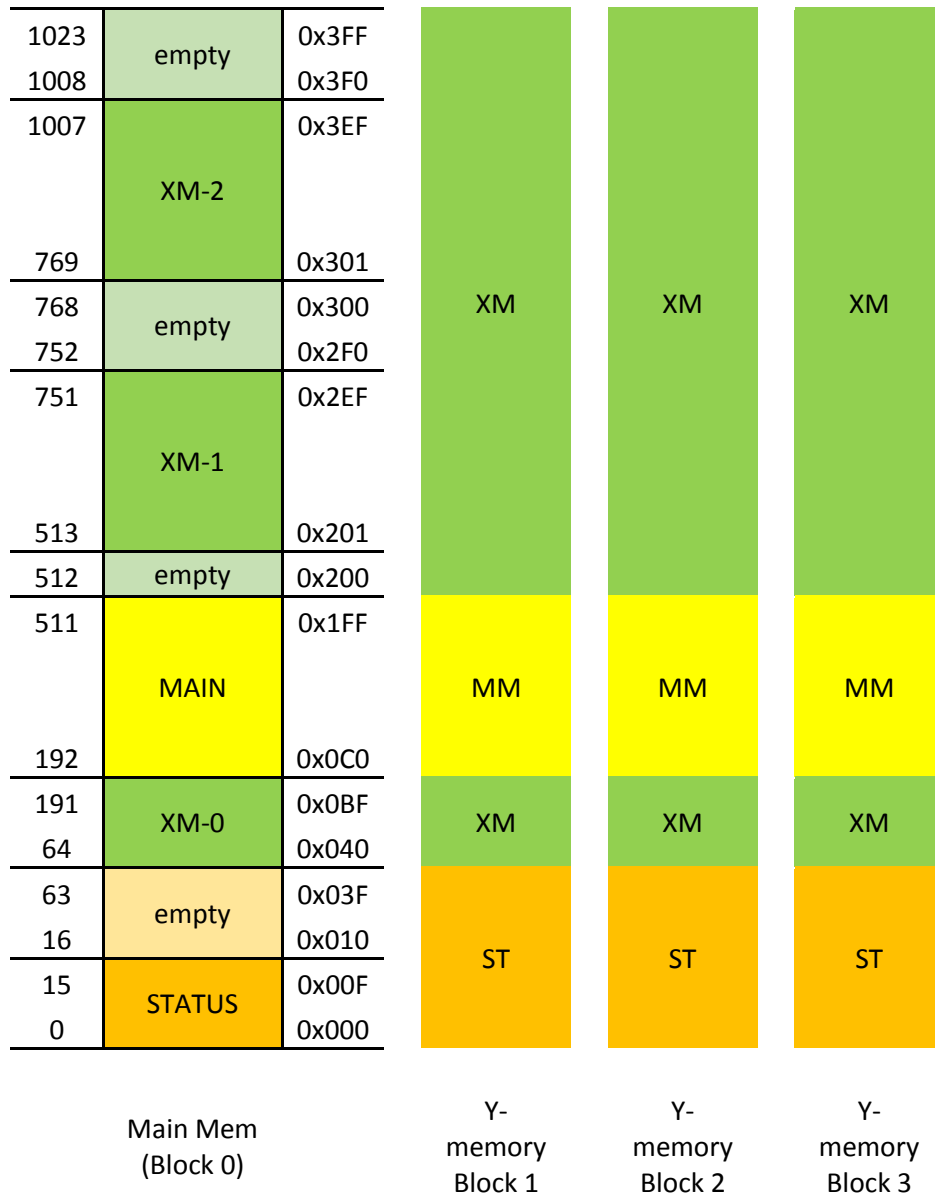 1023 0x3FF
empty
1008 0x3F0
1007 0x3EF
XM-2
769 0x301
768 0x300 XM XM XM
empty
752 0x2F0
751 0x2EF
XM-1
513 0x201
512 empty 0x200
511 0x1FF
MAIN MM MM MM
192 0x0C0
191 0x0BF
XM-0 XM XM XM
64 0x040
63 0x03F
empty
16 0x010
ST ST ST
15 0x00F
STATUS
0 0x000
Main Mem
(Block 0)
Y-
memory
Block 1
Y-
memory
Block 2
Y-
memory
Block 3